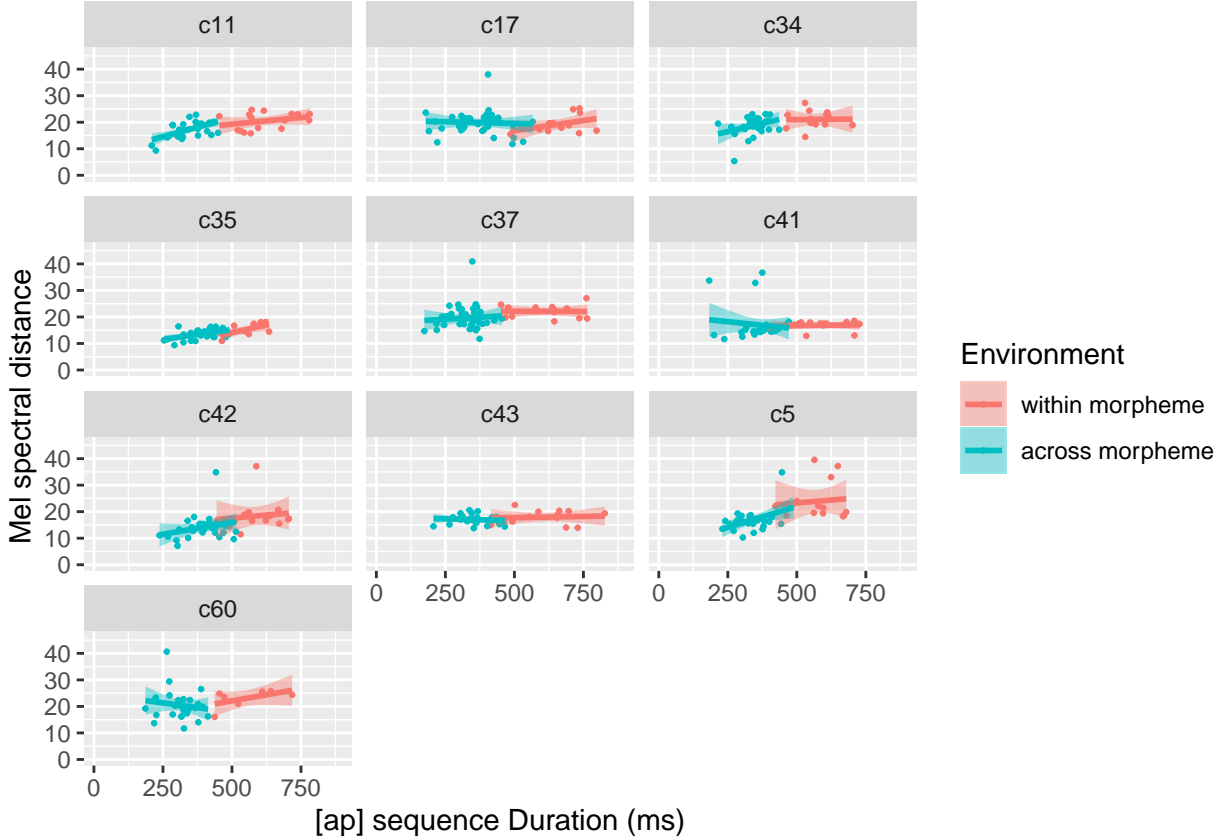 c11 c17 c34
40
30
20
10
0
c35 c37 c41
40
30
20
10
0
c42 c43 c5
40
30
20
10
0
0 250 500 750 0 250 500 750
c60
40
30
20
10
0
0 250 500 750
[ap] sequence Duration (ms)
Mel spectral distance
Environment
within morpheme
across morpheme